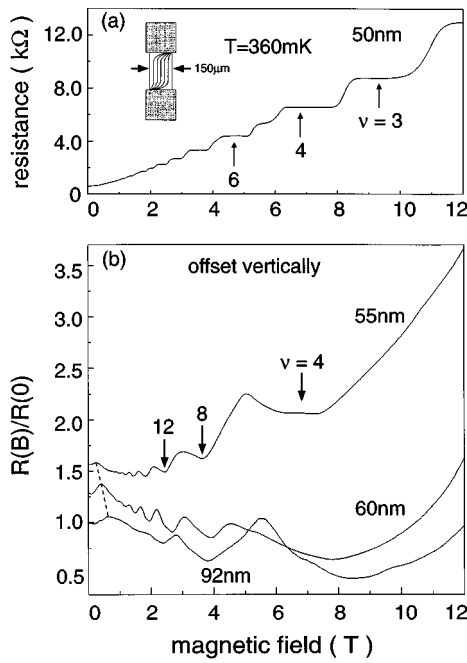 (a)
T=360mK
50nm
150μm
resistance ( kΩ )
12.0
8.0
4.0
0
6
4
ν = 3
0 2 4 6 8 10 12
(b)
offset vertically
55nm
ν = 4
12
8
60nm
92nm
R(B)/R(0)
3.5
3.0
2.5
2.0
1.5
1.0
0.5
0 2 4 6 8 10 12
magnetic field ( T )